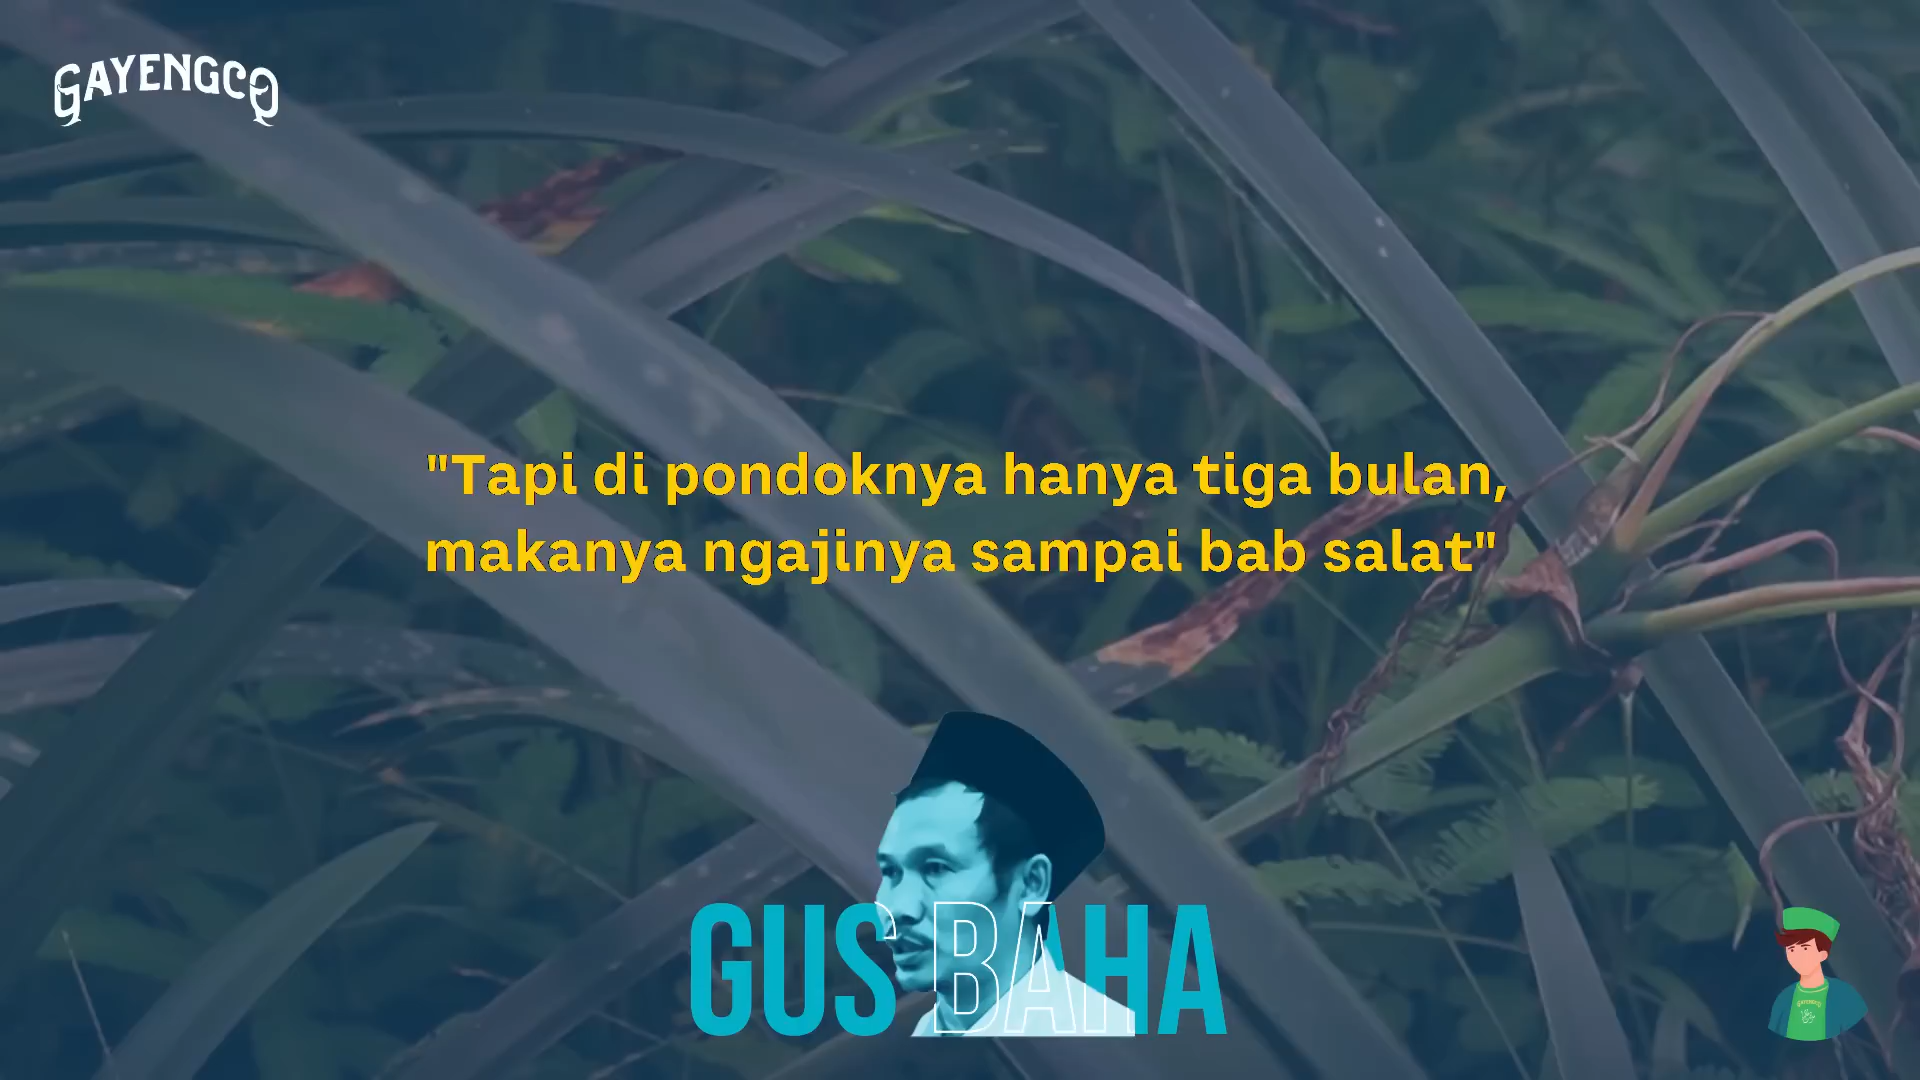 GAYENGCO
"Tapi di pondoknya hanya tiga bulan,
makanya ngajinya sampai bab salat"
GUS BAHA